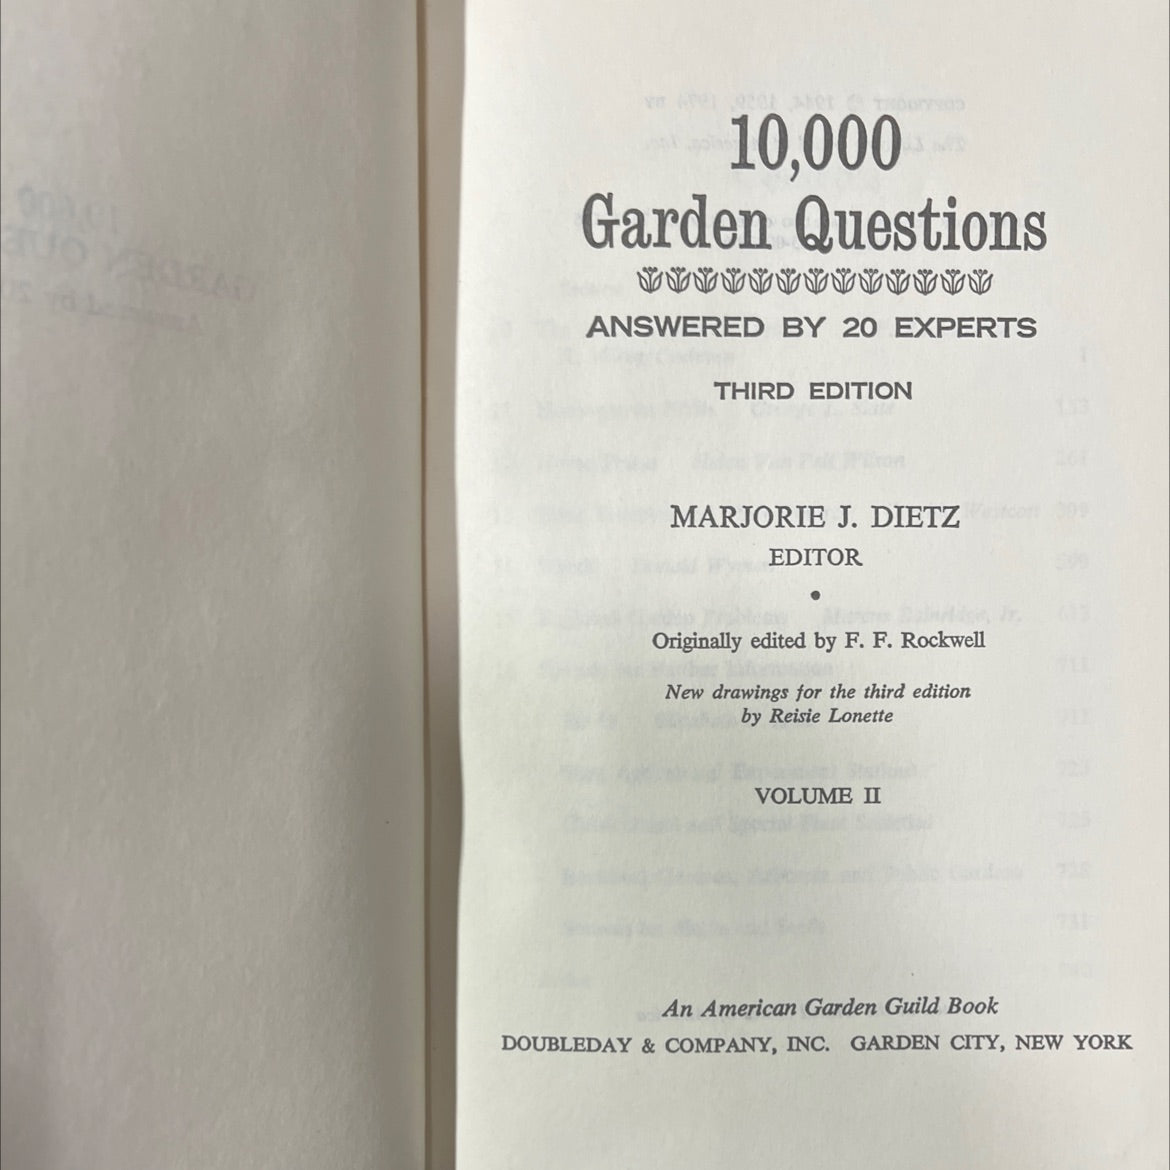 10,000
Garden Questions
ANSWERED BY 20 EXPERTS
THIRD EDITION
MARJORIE J. DIETZ
EDITOR
•
Originally edited by F. F. Rockwell
New drawings for the third edition
by Reisie Lonette
VOLUME II
An American Garden Guild Book
DOUBLEDAY & COMPANY, INC. GARDEN CITY, NEW YORK